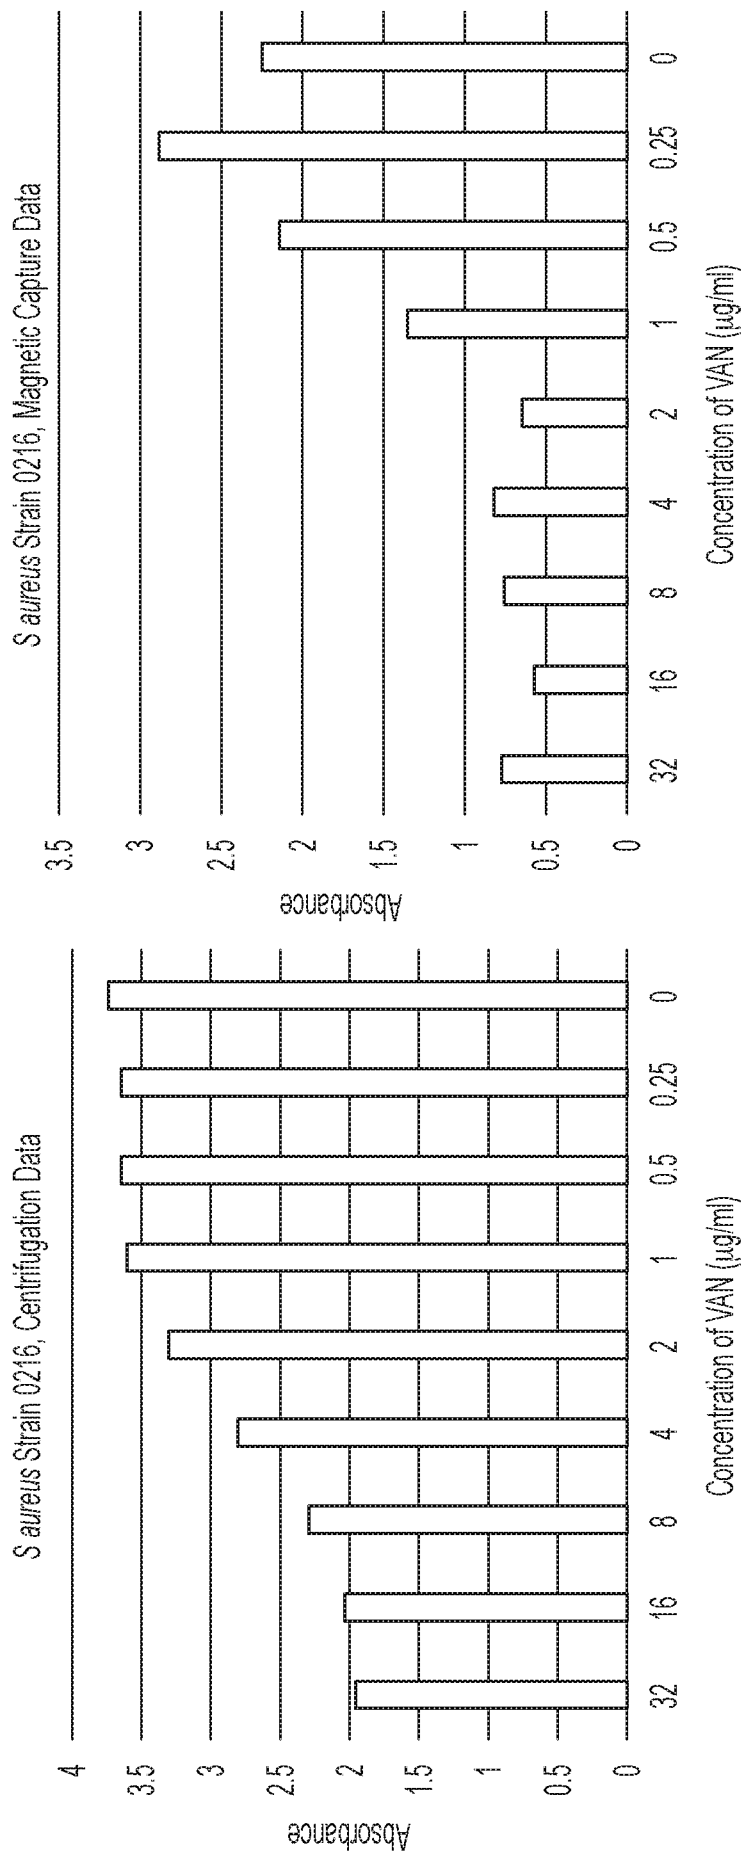 S aureus Strain 0216, Centrifugation Data
4
3.5
3
2.5
2
1.5
1
0.5
0
Absorbance
32 16 8 4 2 1 0.5 0.25 0
Concentration of VAN (μg/ml)
S aureus Strain 0216, Magnetic Capture Data
3.5
3
2.5
2
1.5
1
0.5
0
Absorbance
32 16 8 4 2 1 0.5 0.25 0
Concentration of VAN (μg/ml)